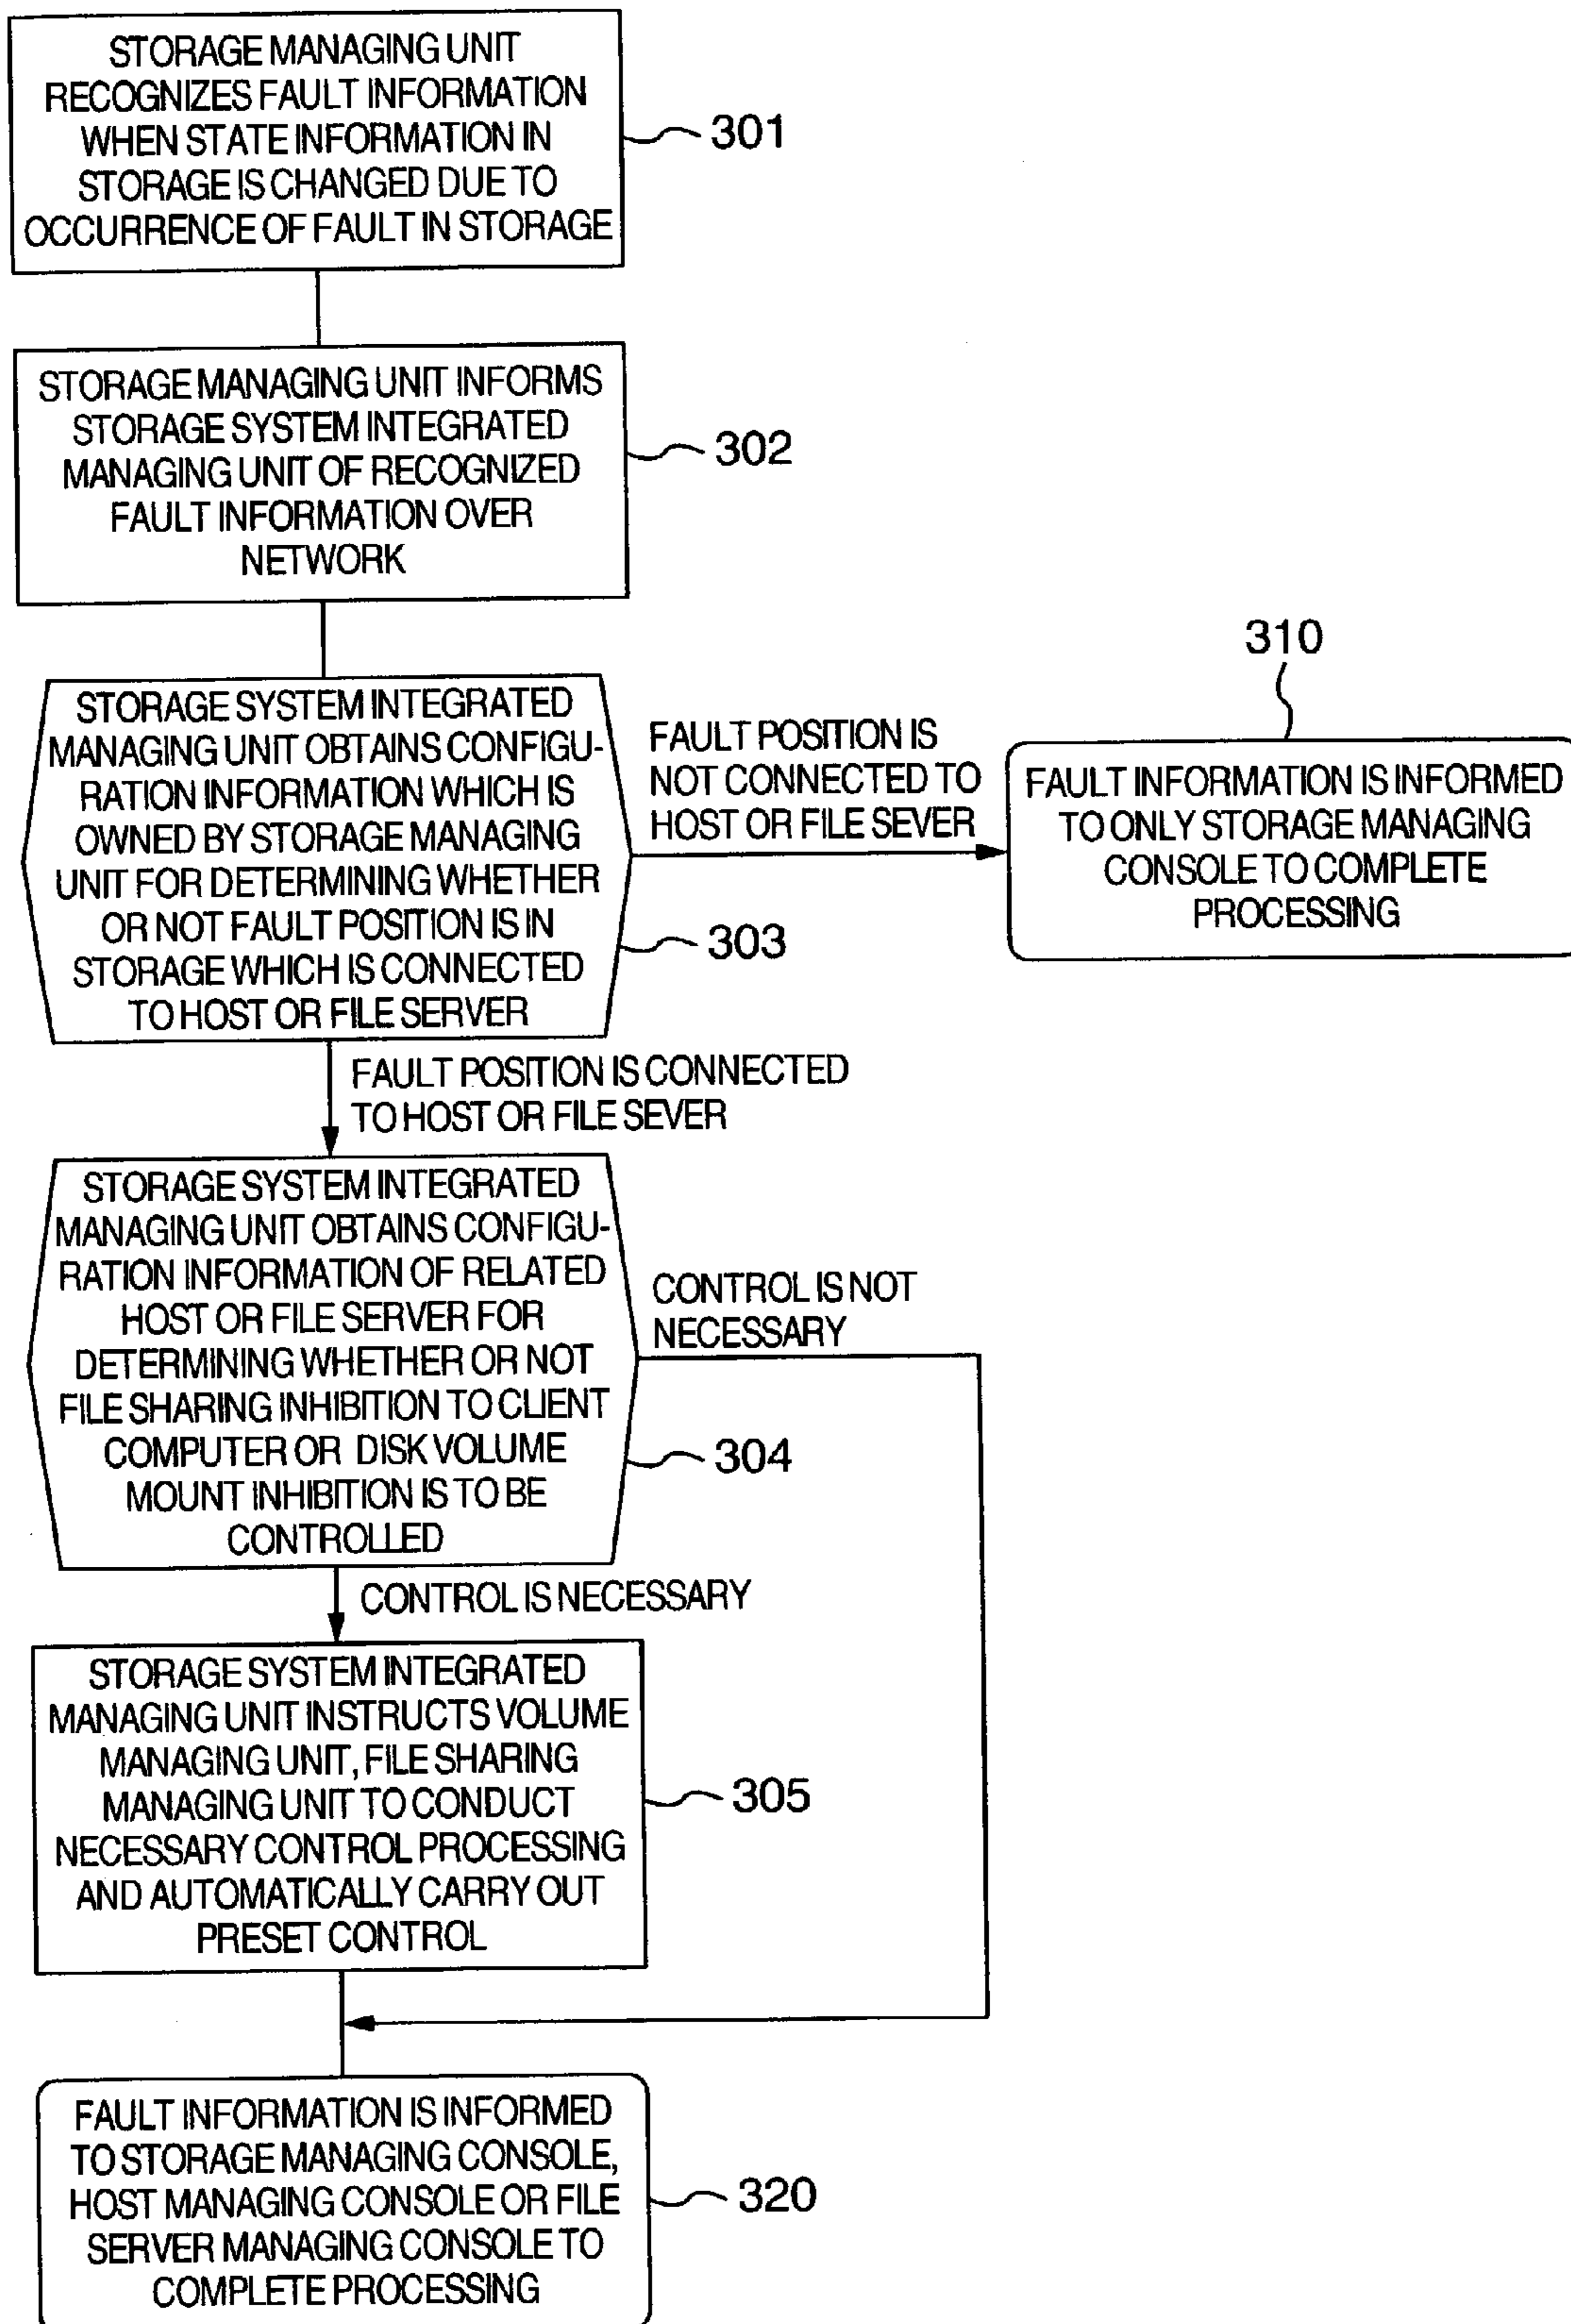 STORAGE MANAGING UNIT
RECOGNIZES FAULT INFORMATION
WHEN STATE INFORMATION IN
STORAGE IS CHANGED DUE TO
OCCURRENCE OF FAULT IN STORAGE
301
STORAGE MANAGING UNIT INFORMS
STORAGE SYSTEM INTEGRATED
MANAGING UNIT OF RECOGNIZED
FAULT INFORMATION OVER
NETWORK
302
STORAGE SYSTEM INTEGRATED
MANAGING UNIT OBTAINS CONFIGU-
RATION INFORMATION WHICH IS
OWNED BY STORAGE MANAGING
UNIT FOR DETERMINING WHETHER
OR NOT FAULT POSITION IS IN
STORAGE WHICH IS CONNECTED
TO HOST OR FILE SERVER
303
FAULT POSITION IS
NOT CONNECTED TO
HOST OR FILE SEVER
310
FAULT INFORMATION IS INFORMED
TO ONLY STORAGE MANAGING
CONSOLE TO COMPLETE
PROCESSING
FAULT POSITION IS CONNECTED
TO HOST OR FILE SEVER
STORAGE SYSTEM INTEGRATED
MANAGING UNIT OBTAINS CONFIGU-
RATION INFORMATION OF RELATED
HOST OR FILE SERVER FOR
DETERMINING WHETHER OR NOT
FILE SHARING INHIBITION TO CLIENT
COMPUTER OR DISK VOLUME
MOUNT INHIBITION IS TO BE
CONTROLLED
304
CONTROL IS NOT
NECESSARY
CONTROL IS NECESSARY
STORAGE SYSTEM INTEGRATED
MANAGING UNIT INSTRUCTS VOLUME
MANAGING UNIT, FILE SHARING
MANAGING UNIT TO CONDUCT
NECESSARY CONTROL PROCESSING
AND AUTOMATICALLY CARRY OUT
PRESET CONTROL
305
FAULT INFORMATION IS INFORMED
TO STORAGE MANAGING CONSOLE,
HOST MANAGING CONSOLE OR FILE
SERVER MANAGING CONSOLE TO
COMPLETE PROCESSING
320